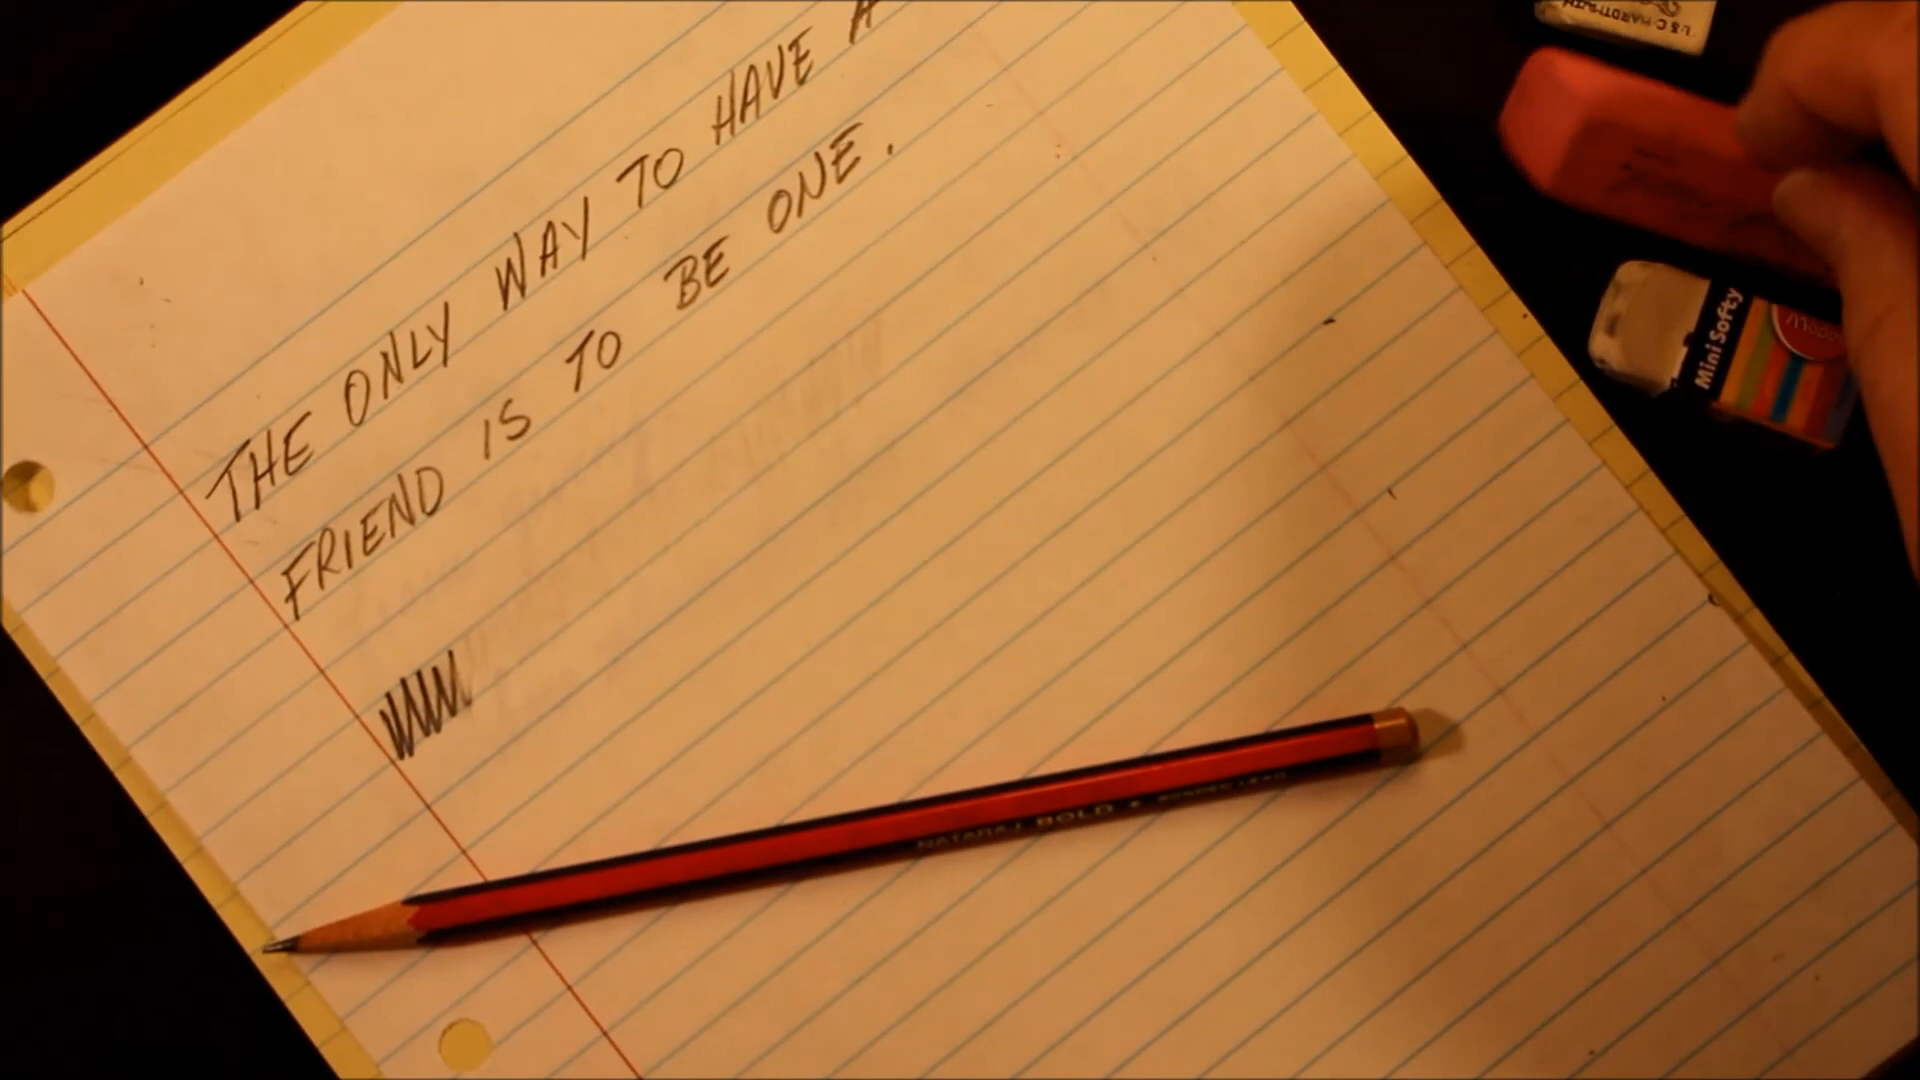 THE ONLY WAY TO HAVE A
FRIEND IS TO BE ONE.
NATARAJ BOLD
Mini Softy